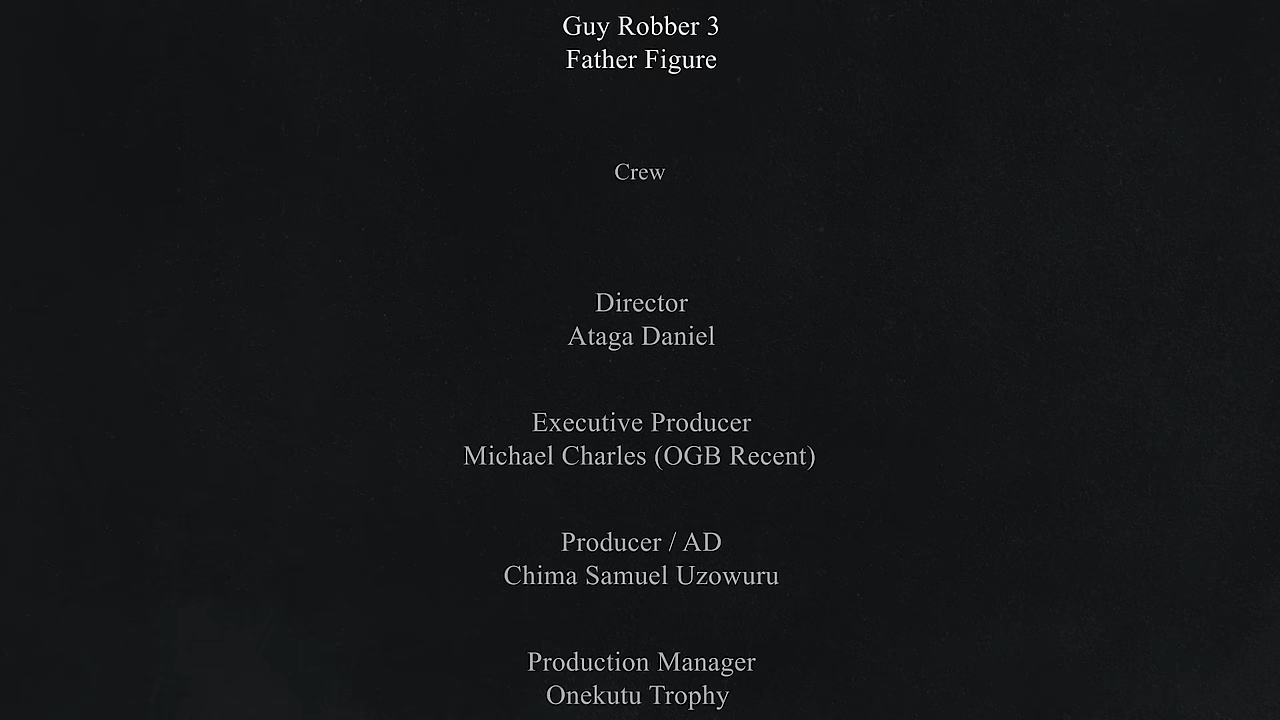 Guy Robber 3
Father Figure
Crew
Director
Ataga Daniel
Executive Producer
Michael Charles (OGB Recent)
Producer / AD
Chima Samuel Uzowuru
Production Manager
Onekutu Trophy